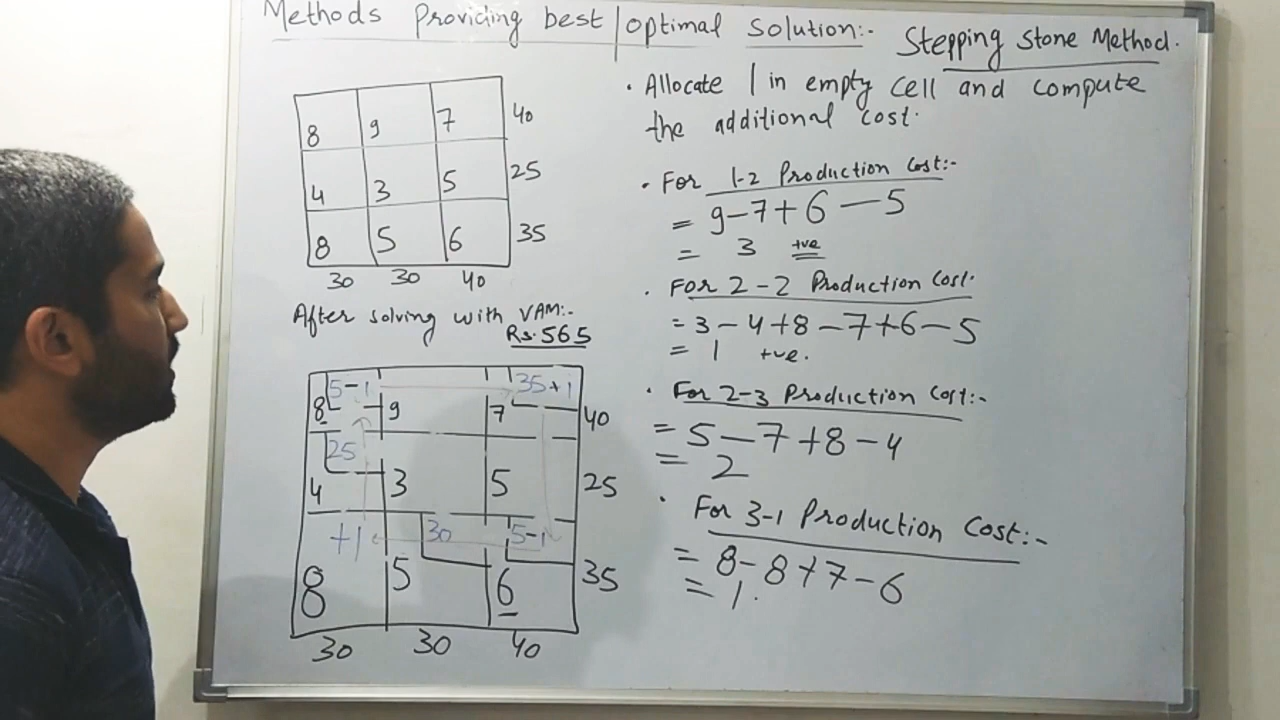 Methods Providing best/optimal Solution:- Stepping Stone Method.
8 9 7 40
4 3 5 25
8 5 6 35
30 30 40
After solving with VAM:-
Rs.565
5-1 35+1
8 9 7 40
25
4 3 5 25
+1 30 5-1
8 5 6 35
30 30 40
• Allocate 1 in empty cell and compute
the additional cost.
• For 1-2 Production Cost:-
= 9-7+6-5
= 3 +ve
• For 2-2 Production Cost.
= 3-4+8-7+6-5
= 1 +ve.
• For 2-3 Production Cost:-
= 5-7+8-4
= 2
• For 3-1 Production Cost:-
= 8-8+7-6
= 1.